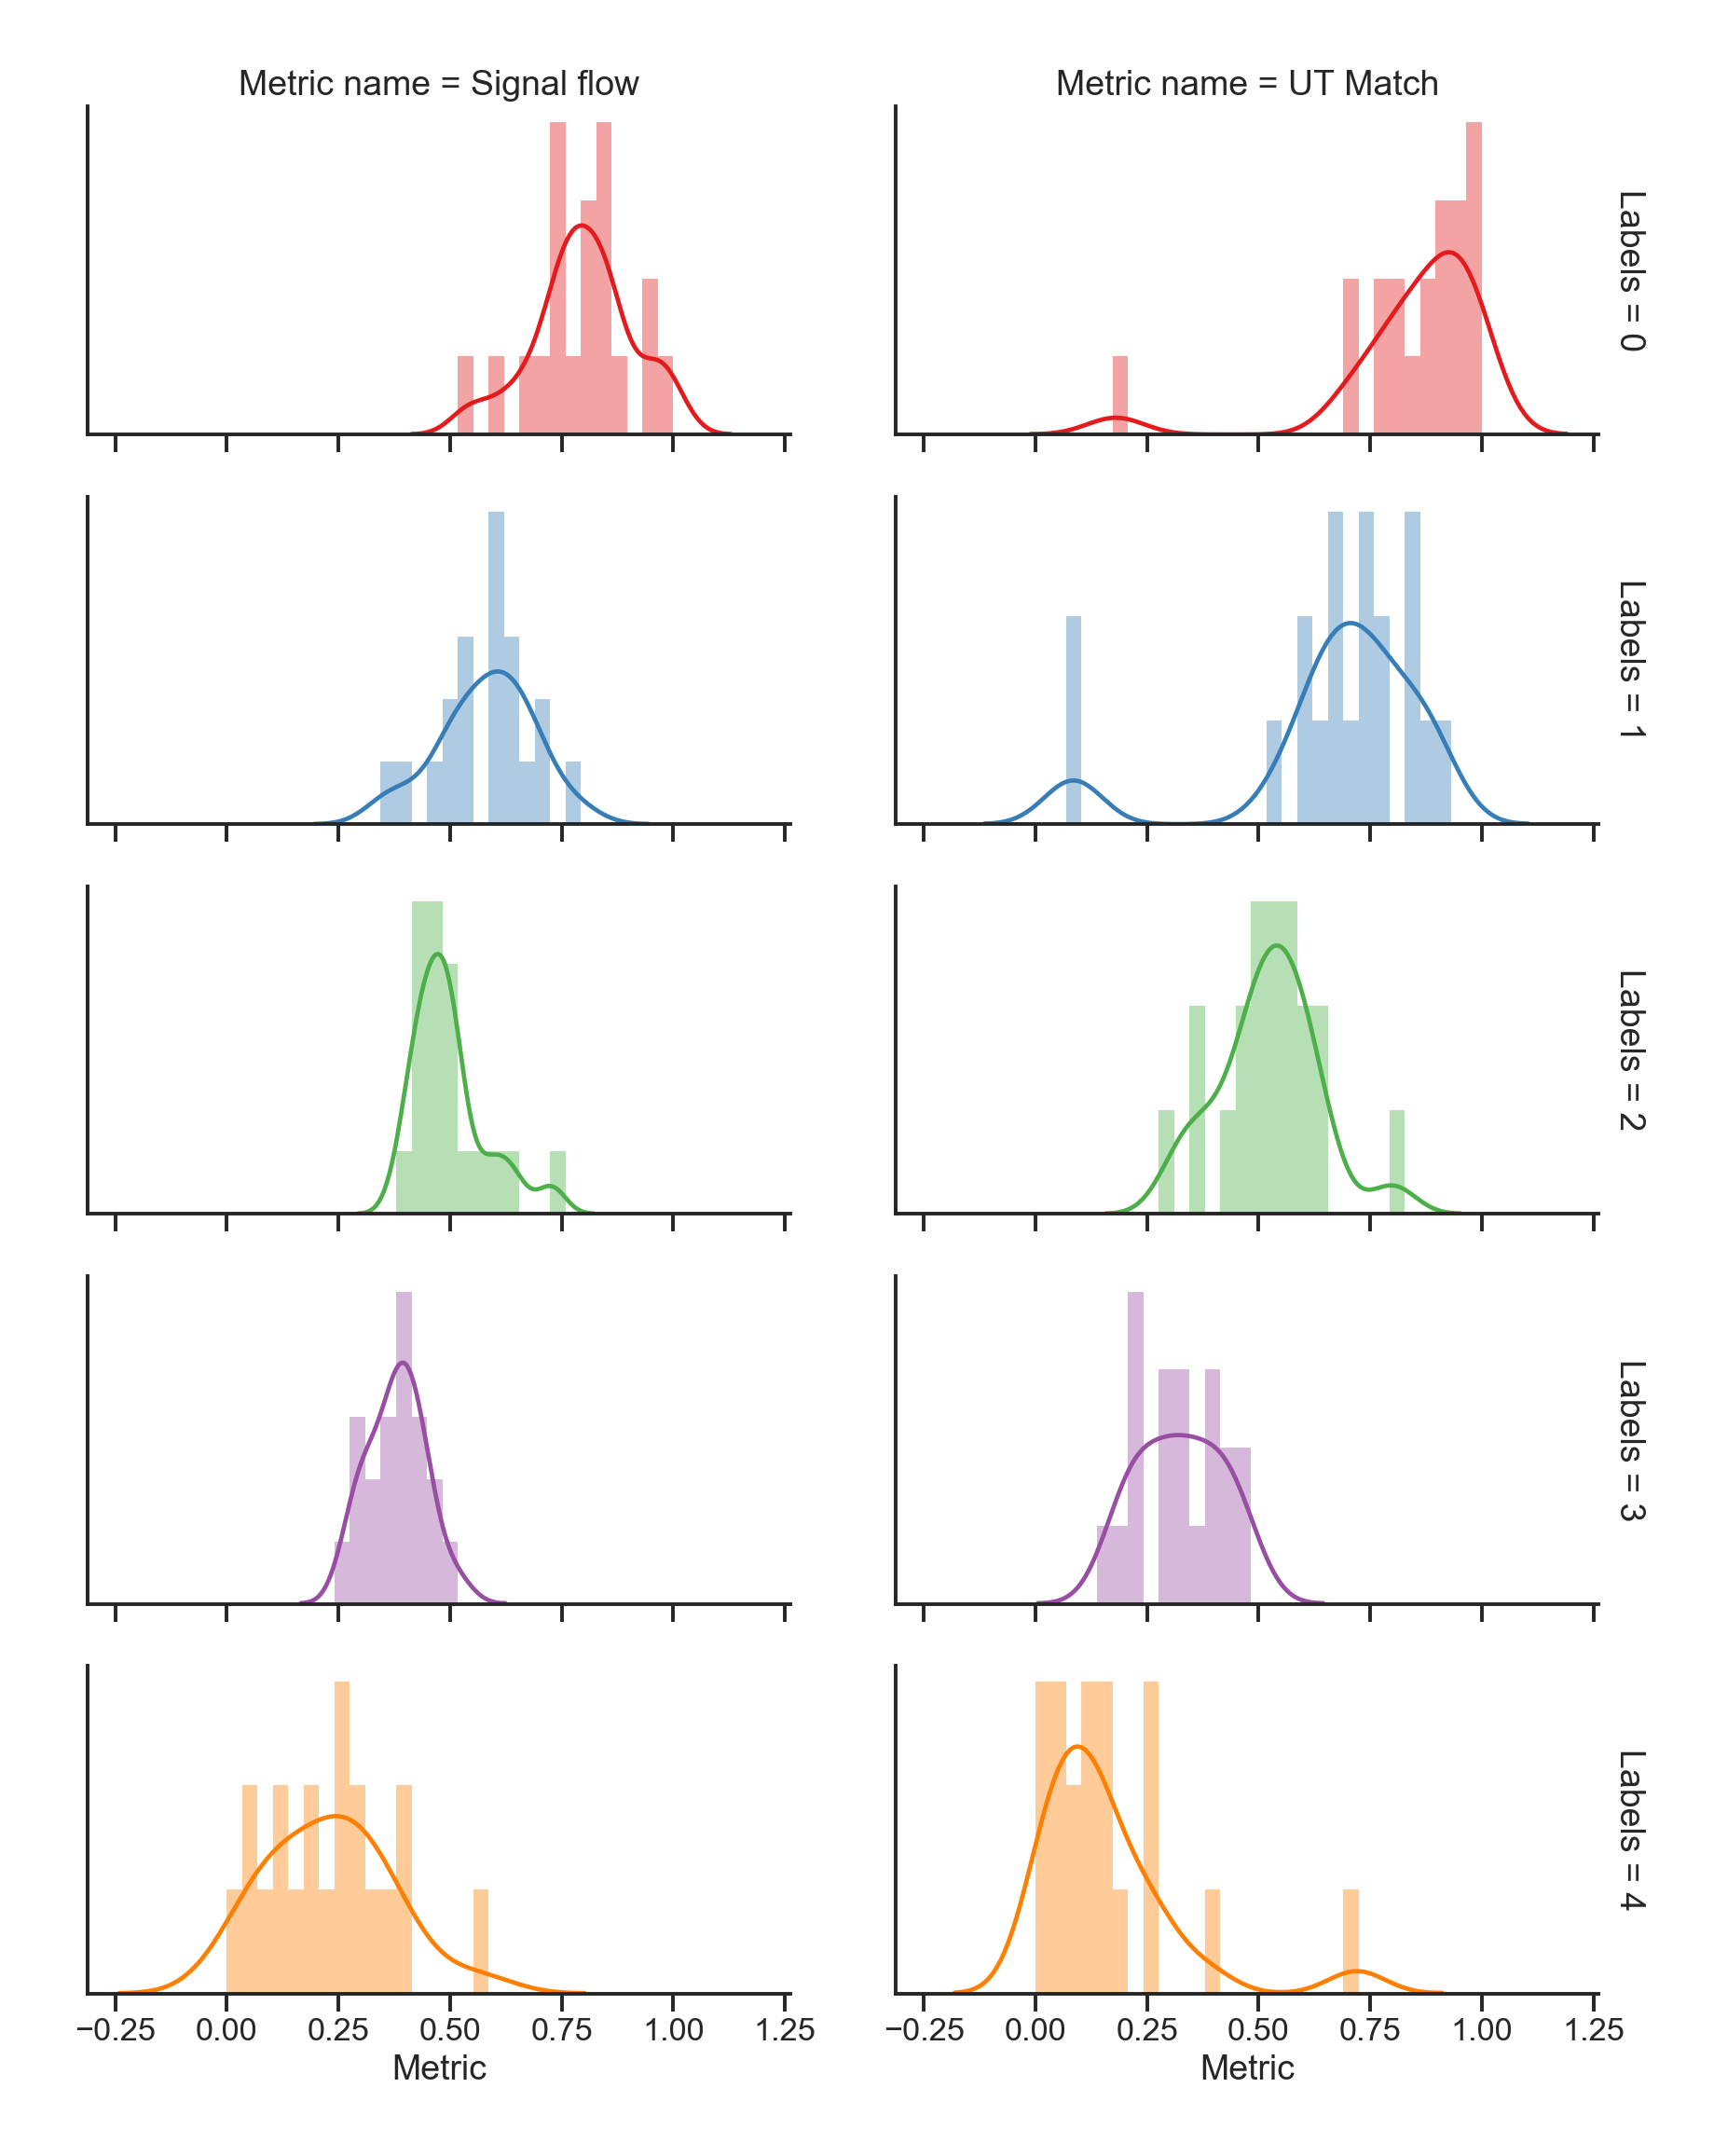 Metric name = Signal flow
Metric name = UT Match
Labels = 0
Labels = 1
Labels = 2
Labels = 3
Labels = 4
−0.25 0.00 0.25 0.50 0.75 1.00 1.25
−0.25 0.00 0.25 0.50 0.75 1.00 1.25
Metric
Metric